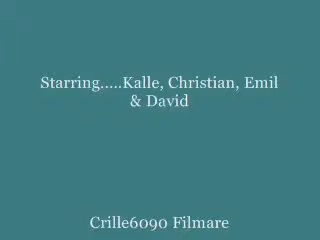 Starring.....Kalle, Christian, Emil
& David
Crille6090 Filmare